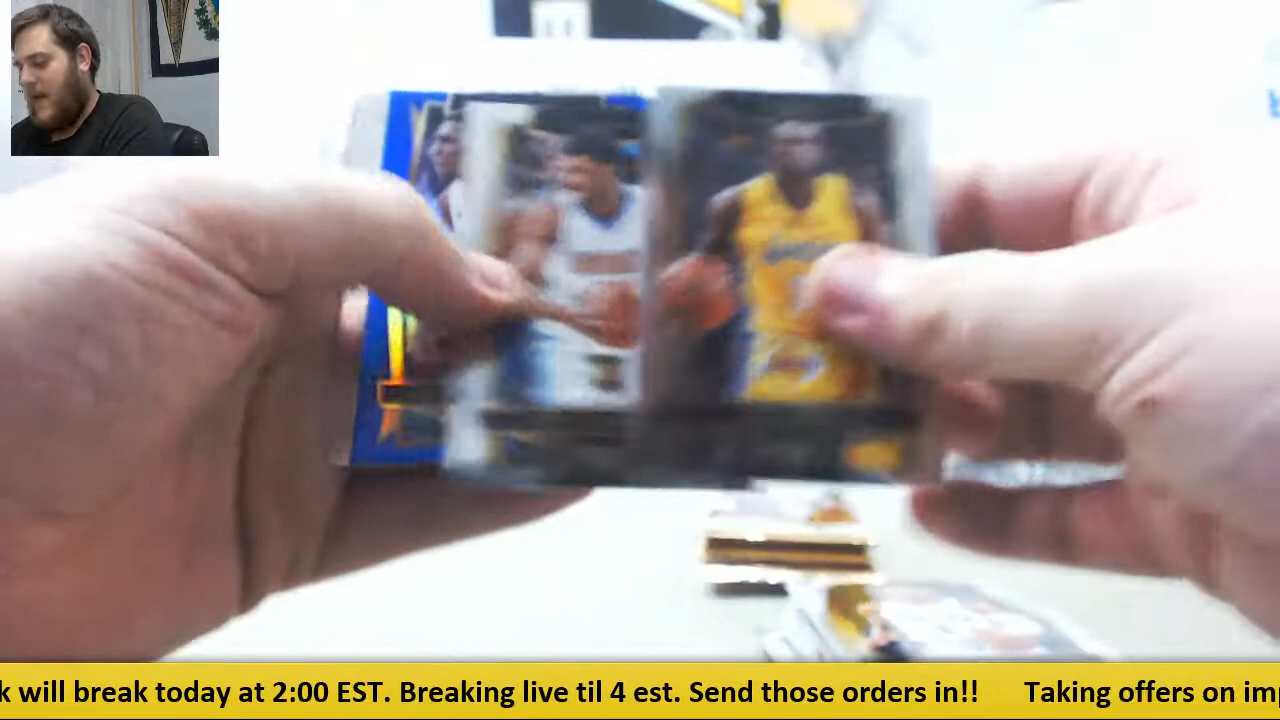 k will break today at 2:00 EST. Breaking live til 4 est. Send those orders in!! Taking offers on imp